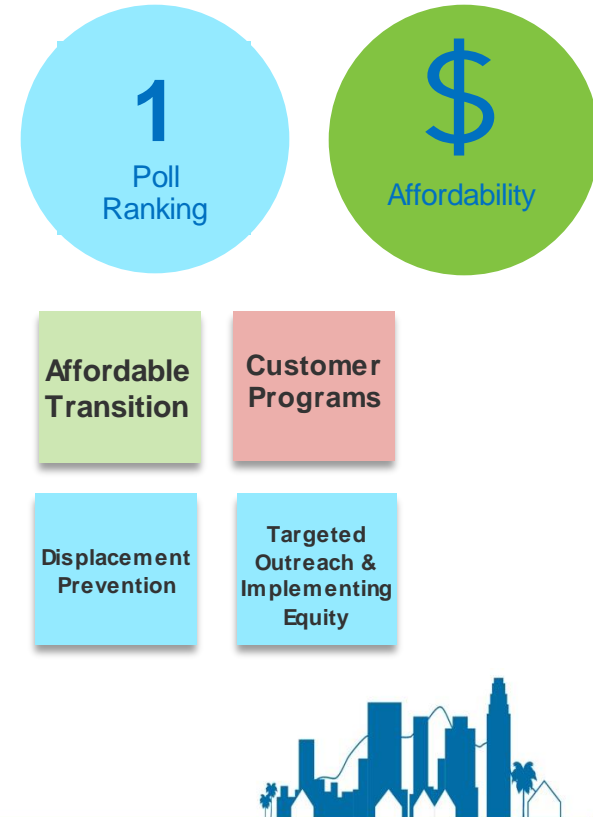 1
Poll
Ranking
$
Affordability
Affordable
Transition
Customer
Programs
Displacement
Prevention
Targeted
Outreach &
Implementing
Equity